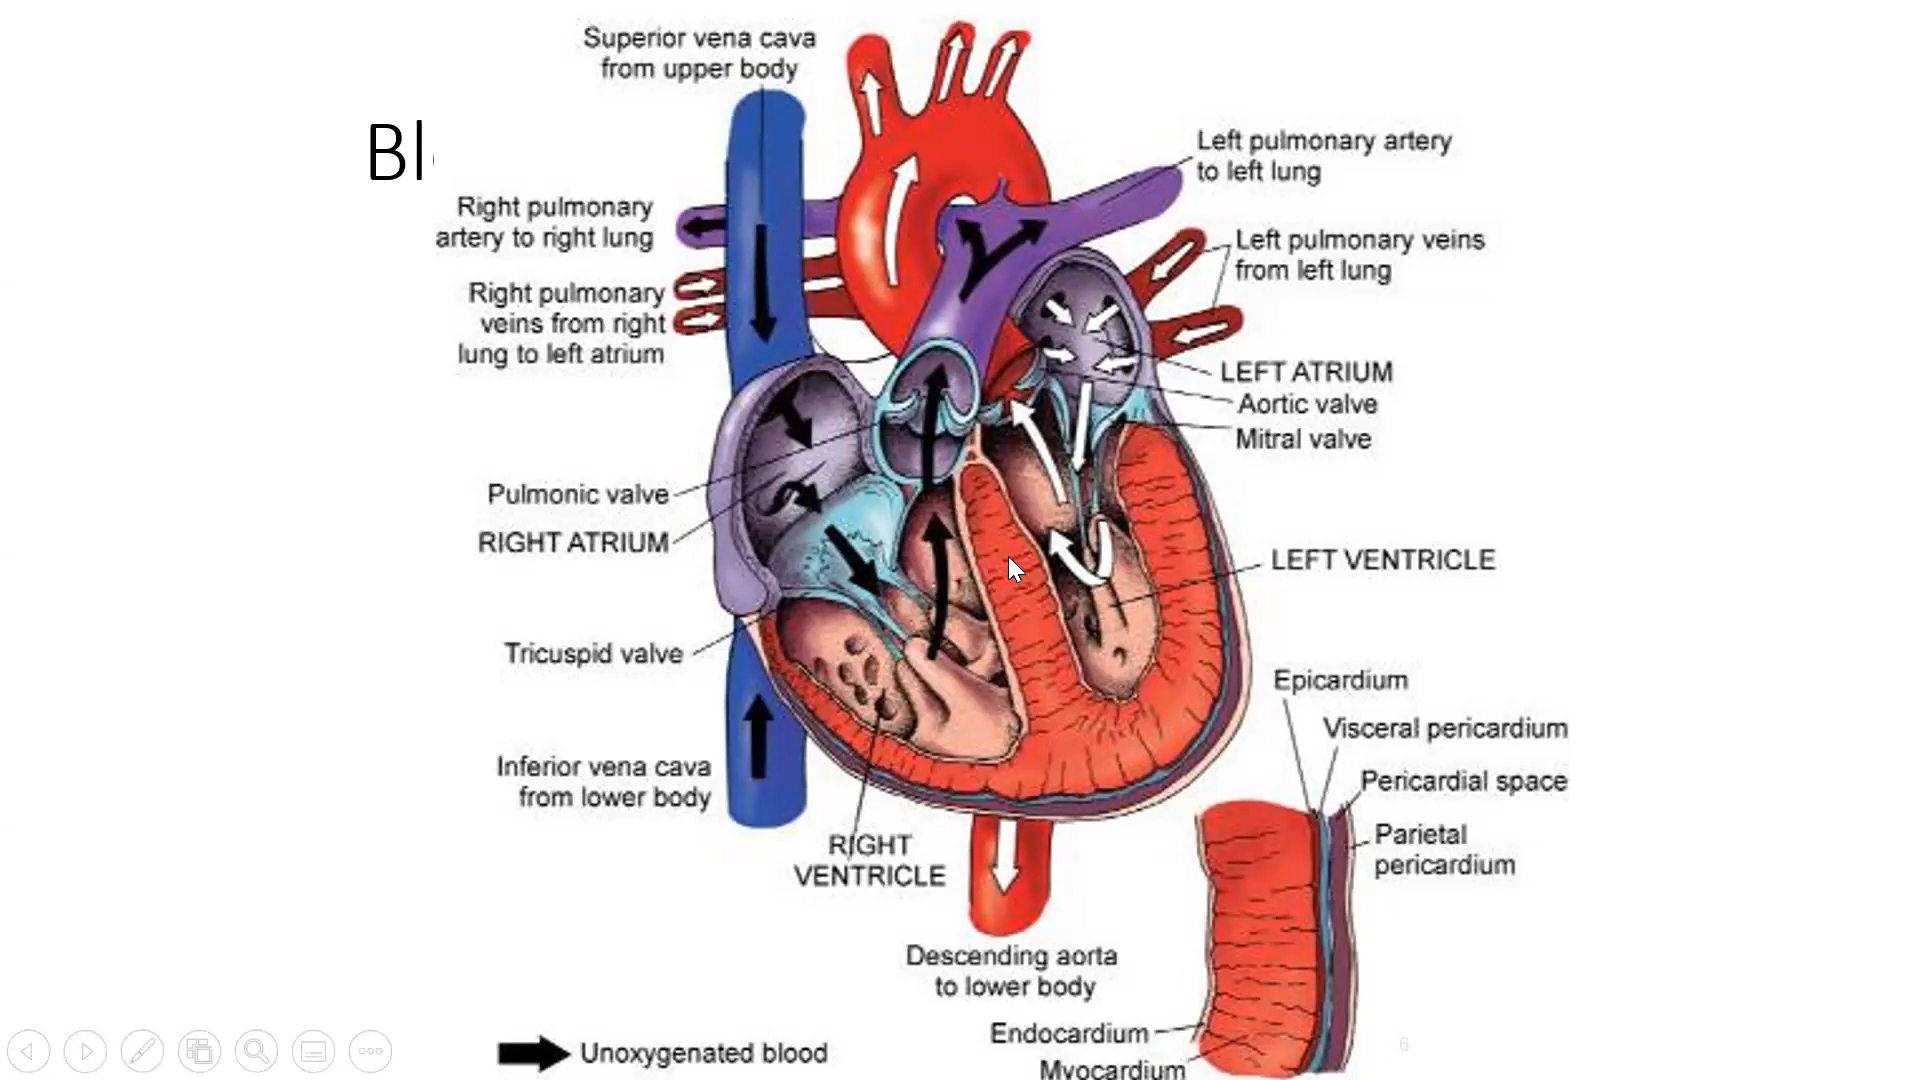 Superior vena cava
from upper body
Bl
Left pulmonary artery
to left lung
Right pulmonary
artery to right lung
Left pulmonary veins
from left lung
Right pulmonary
veins from right
lung to left atrium
LEFT ATRIUM
Aortic valve
Mitral valve
Pulmonic valve
RIGHT ATRIUM
LEFT VENTRICLE
Tricuspid valve
Epicardium
Visceral pericardium
Inferior vena cava
from lower body
Pericardial space
RIGHT
VENTRICLE
Parietal
pericardium
Descending aorta
to lower body
Endocardium
Unoxygenated blood
Myocardium
6